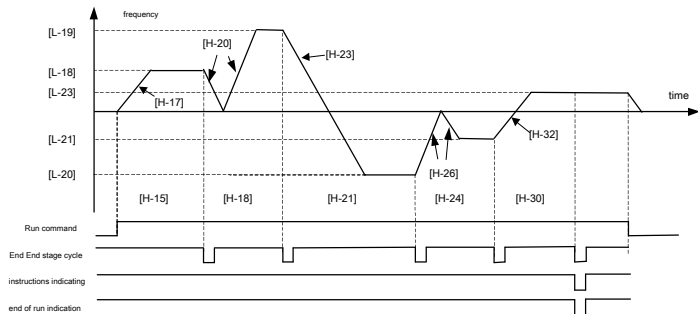 frequency
[L-19]
[H-20]
[H-23]
[L-18]
[L-23]
time
[H-17]
[L-21]
[H-32]
[H-26]
[L-20]
[H-15]
[H-18]
[H-21]
[H-24]
[H-30]
Run command
End End stage cycle
instructions indicating
end of run indication